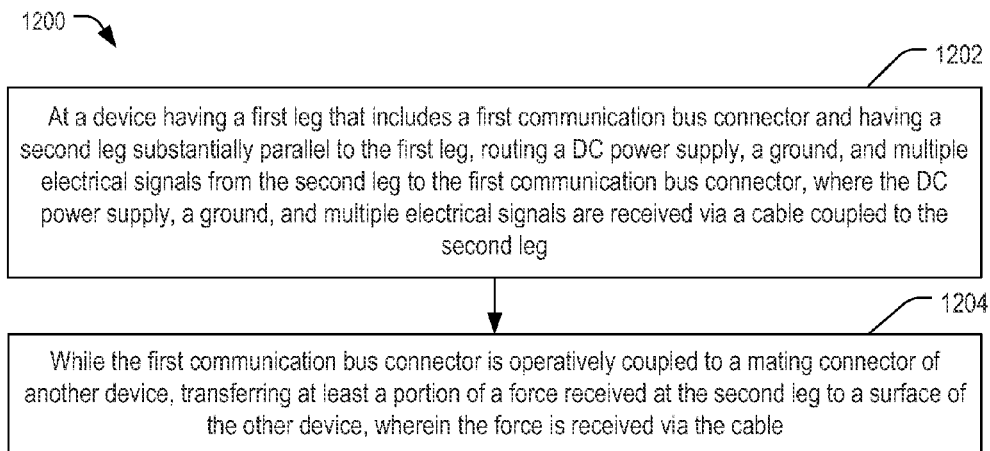 1200
1202
At a device having a first leg that includes a first communication bus connector and having a
second leg substantially parallel to the first leg, routing a DC power supply, a ground, and multiple
electrical signals from the second leg to the first communication bus connector, where the DC
power supply, a ground, and multiple electrical signals are received via a cable coupled to the
second leg
1204
While the first communication bus connector is operatively coupled to a mating connector of
another device, transferring at least a portion of a force received at the second leg to a surface of
the other device, wherein the force is received via the cable